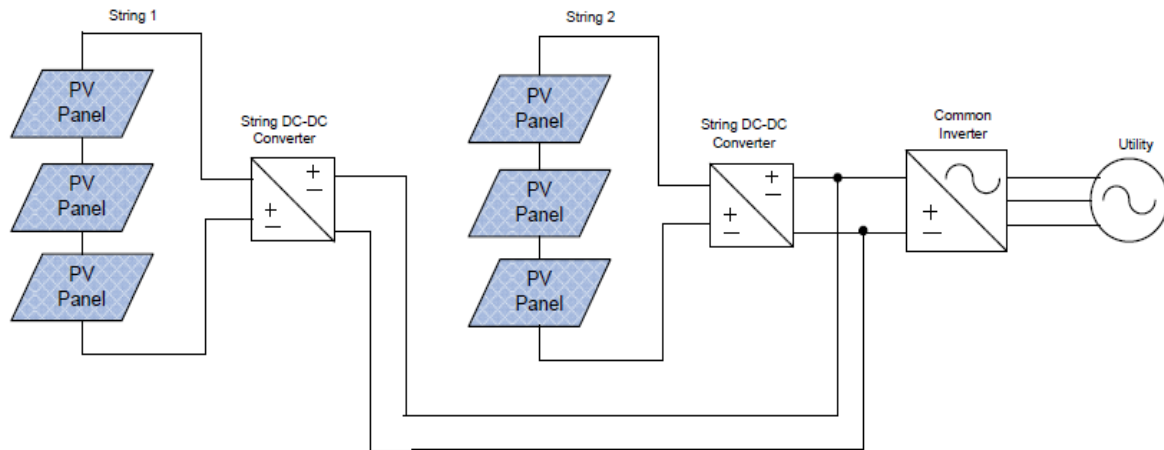 String 1
PV
Panel
PV
Panel
PV
Panel
String DC-DC
Converter
+
−
+
−
String 2
PV
Panel
PV
Panel
PV
Panel
String DC-DC
Converter
+
−
+
−
Common
Inverter
+
−
Utility